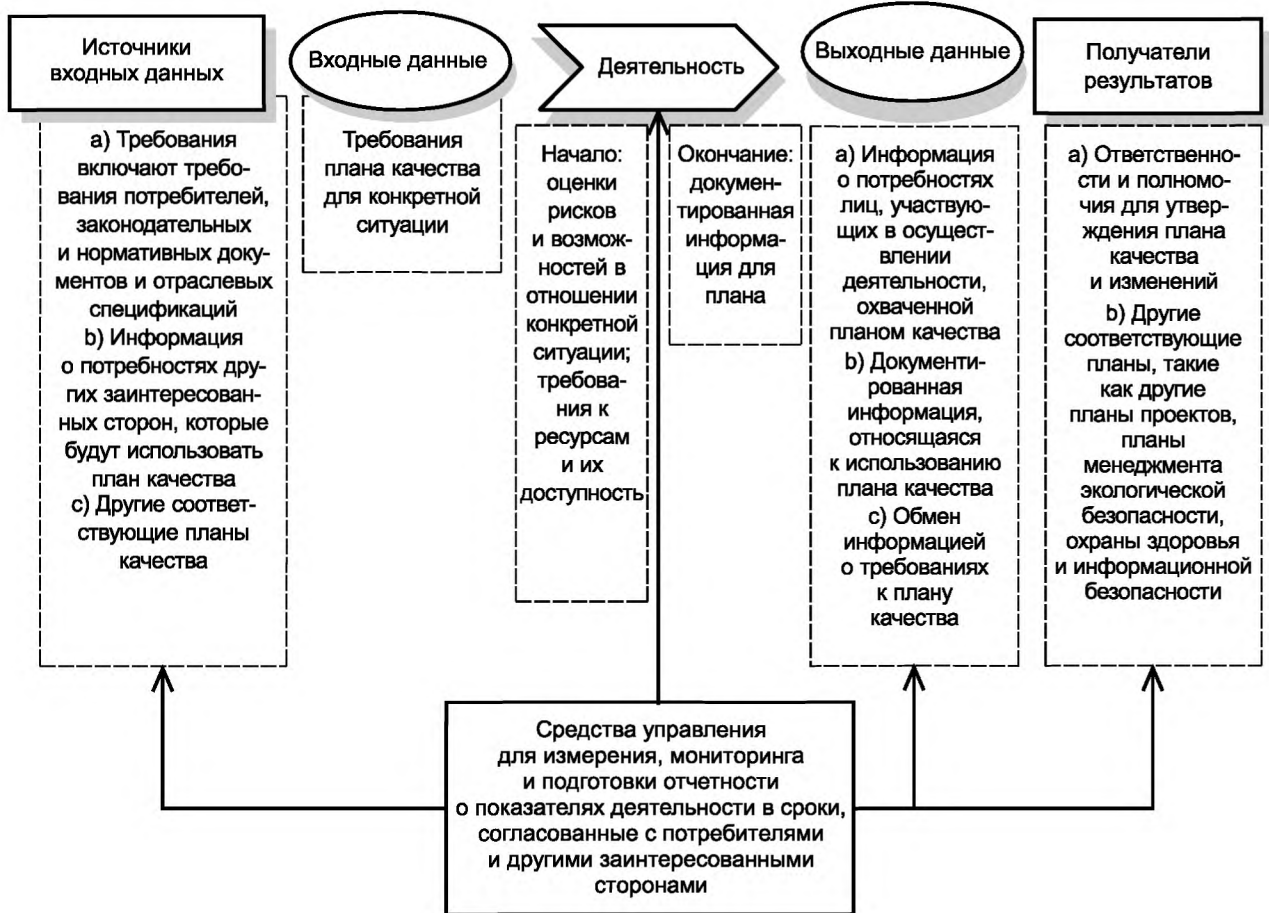 Источники
входных данных
Входные данные
Деятельность
Выходные данные
Получатели
результатов
a) Требования
включают требо-
вания потребителей,
законодательных
и нормативных доку-
ментов и отраслевых
спецификаций
b) Информация
о потребностях дру-
гих заинтересован-
ных сторон, которые
будут использовать
план качества
c) Другие соответ-
ствующие планы
качества
Требования
плана качества
для конкретной
ситуации
Начало:
оценки
рисков
и возмож-
ностей в
отношении
конкретной
ситуации;
требова-
ния к
ресурсам
и их
доступность
Окончание:
докумен-
тированная
информа-
ция для
плана
a) Информация
о потребностях
лиц, участвую-
щих в осущест-
влении
деятельности,
охваченной
планом качества
b) Документи-
рованная
информация,
относящаяся
к использованию
плана качества
c) Обмен
информацией
о требованиях
к плану
качества
a) Ответственно-
сти и полномо-
чия для утвер-
ждения плана
качества
и изменений
b) Другие
соответствующие
планы, такие
как другие
планы проектов,
планы
менеджмента
экологической
безопасности,
охраны здоровья
и информационной
безопасности
Средства управления
для измерения, мониторинга
и подготовки отчетности
о показателях деятельности в сроки,
согласованные с потребителями
и другими заинтересованными
сторонами